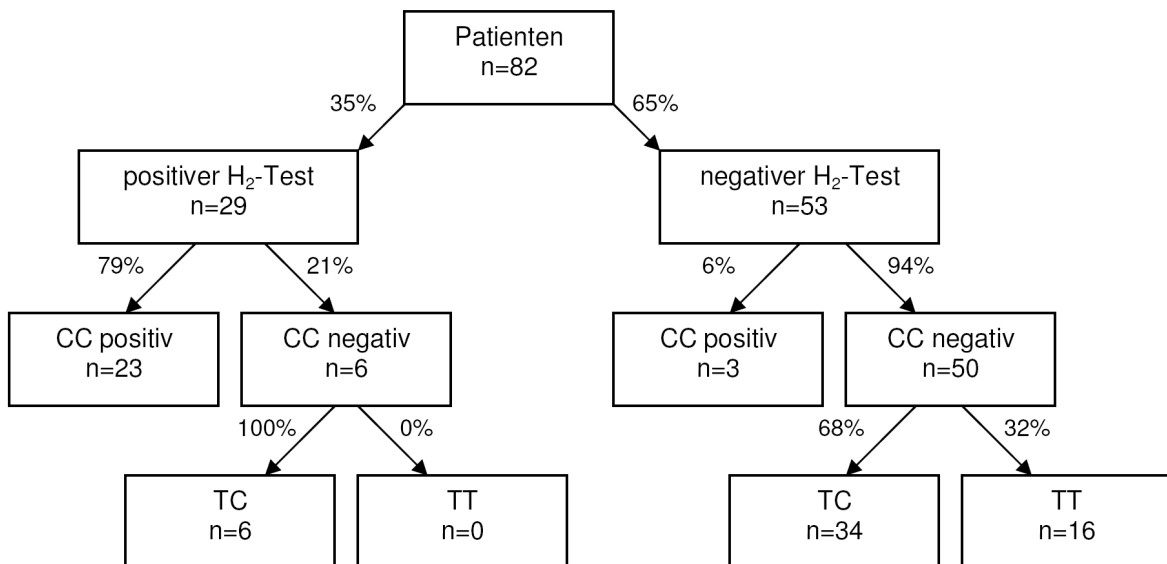 Patienten
n=82
35%
65%
positiver H₂-Test
n=29
negativer H₂-Test
n=53
79%
21%
6%
94%
CC positiv
n=23
CC negativ
n=6
CC positiv
n=3
CC negativ
n=50
100%
0%
68%
32%
TC
n=6
TT
n=0
TC
n=34
TT
n=16